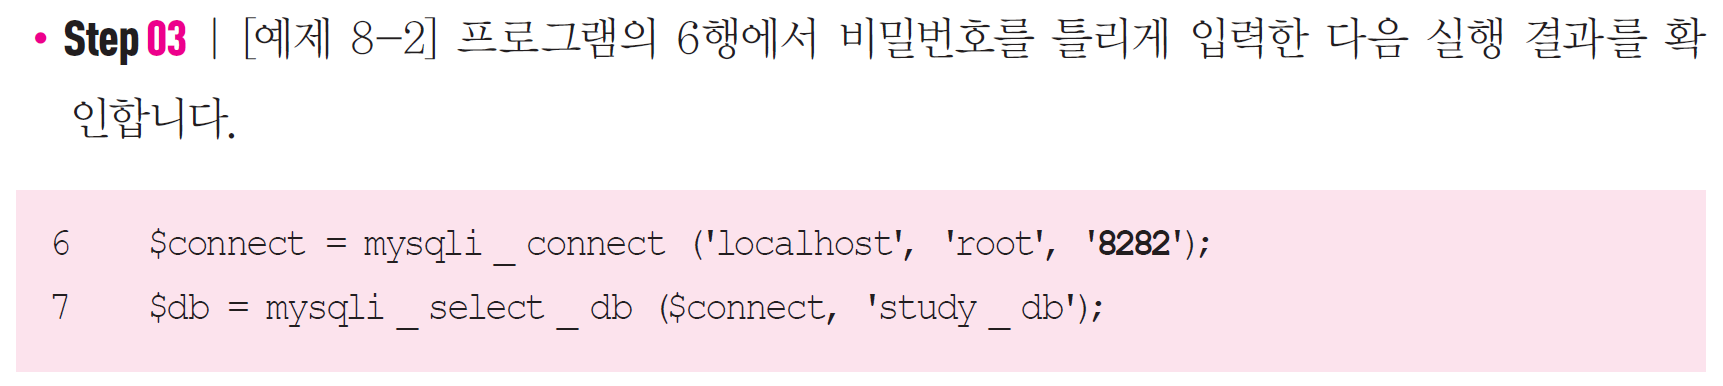 • Step 03 | [예제 8-2] 프로그램의 6행에서 비밀번호를 틀리게 입력한 다음 실행 결과를 확
인합니다.
6 $connect = mysqli_connect ('localhost', 'root', '8282');
7 $db = mysqli_select_db ($connect, 'study_db');